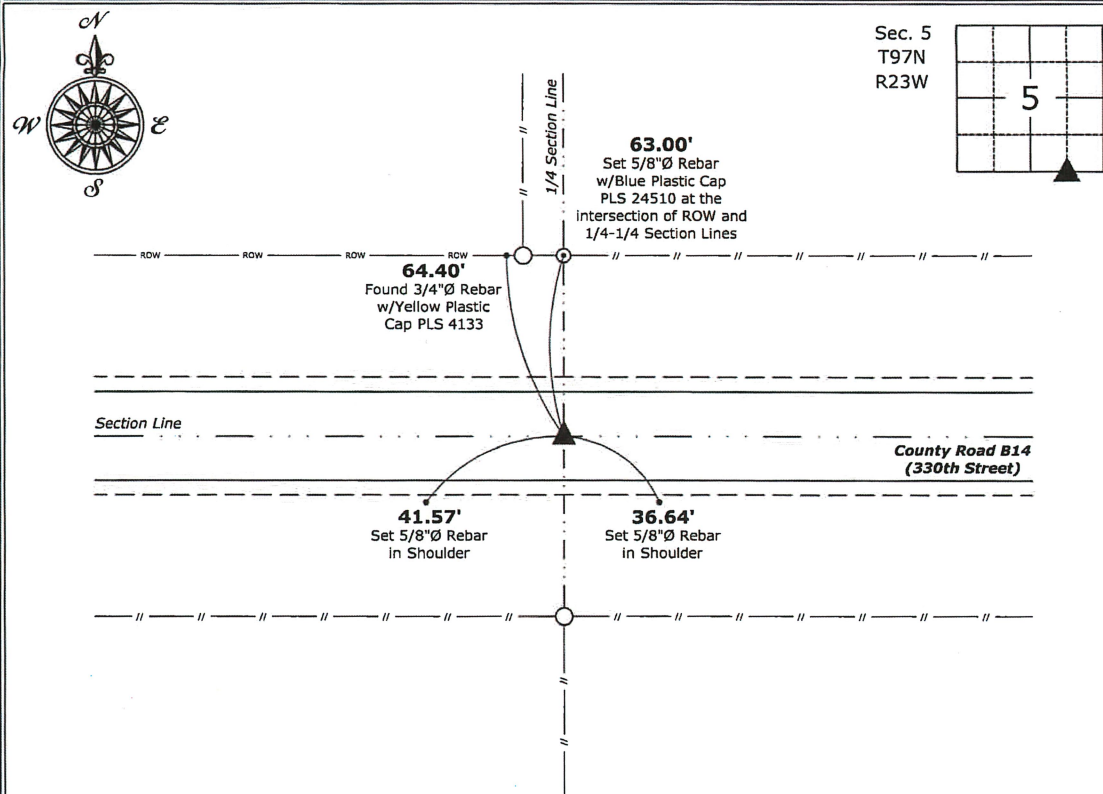 N
W
E
S
Sec. 5
T97N
R23W
5
1/4 Section Line
63.00'
Set 5/8"Ø Rebar
w/Blue Plastic Cap
PLS 24510 at the
intersection of ROW and
1/4-1/4 Section Lines
ROW
ROW
ROW
ROW
64.40'
Found 3/4"Ø Rebar
w/Yellow Plastic
Cap PLS 4133
Section Line
County Road B14
(330th Street)
41.57'
Set 5/8"Ø Rebar
in Shoulder
36.64'
Set 5/8"Ø Rebar
in Shoulder